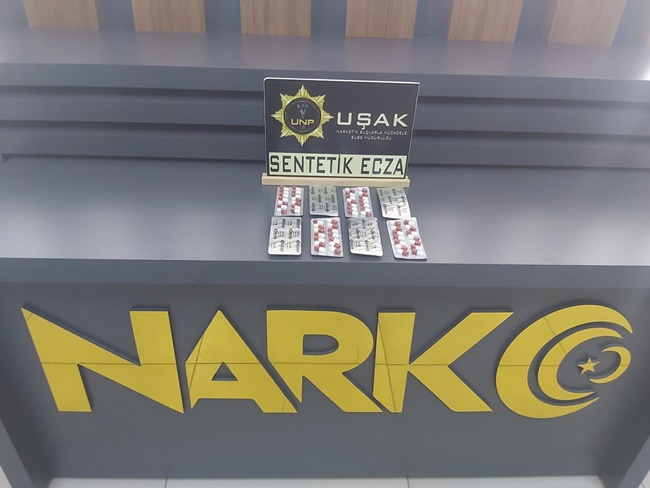 UNP
UŞAK
NARKOTİK SUÇLARLA MÜCADELE
ŞUBE MÜDÜRLÜĞÜ
SENTETİK ECZA
NARKO